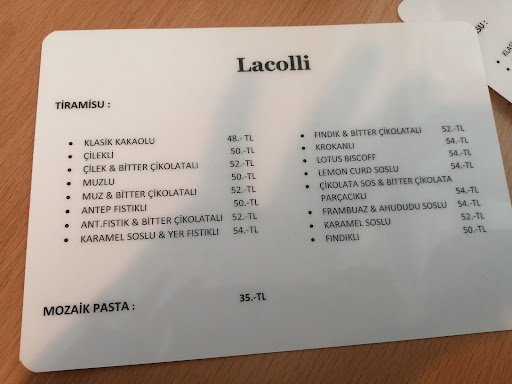 Lacolli
TİRAMİSU :
• KLASİK KAKAOLU 48.- TL
• ÇİLEKLİ 50.-TL
• ÇİLEK & BİTTER ÇİKOLATALI 52.-TL
• MUZLU 50.-TL
• MUZ & BİTTER ÇİKOLATALI 52.-TL
• ANTEP FISTIKLI 50.-TL
• ANT.FISTIK & BİTTER ÇİKOLATALI 52.-TL
• KARAMEL SOSLU & YER FISTIKLI 54.-TL
• FINDIK & BİTTER ÇİKOLATALI 52.-TL
• KROKANLI 54.-TL
• LOTUS BISCOFF 54.-TL
• LEMON CURD SOSLU 54.-TL
• ÇİKOLATA SOS & BİTTER ÇİKOLATA
PARÇACIKLI 54.-TL
• FRAMBUAZ & AHUDUDU SOSLU 54.-TL
• KARAMEL SOSLU 52.-TL
• FINDIKLI 50.-TL
MOZAİK PASTA : 35.-TL
SU :